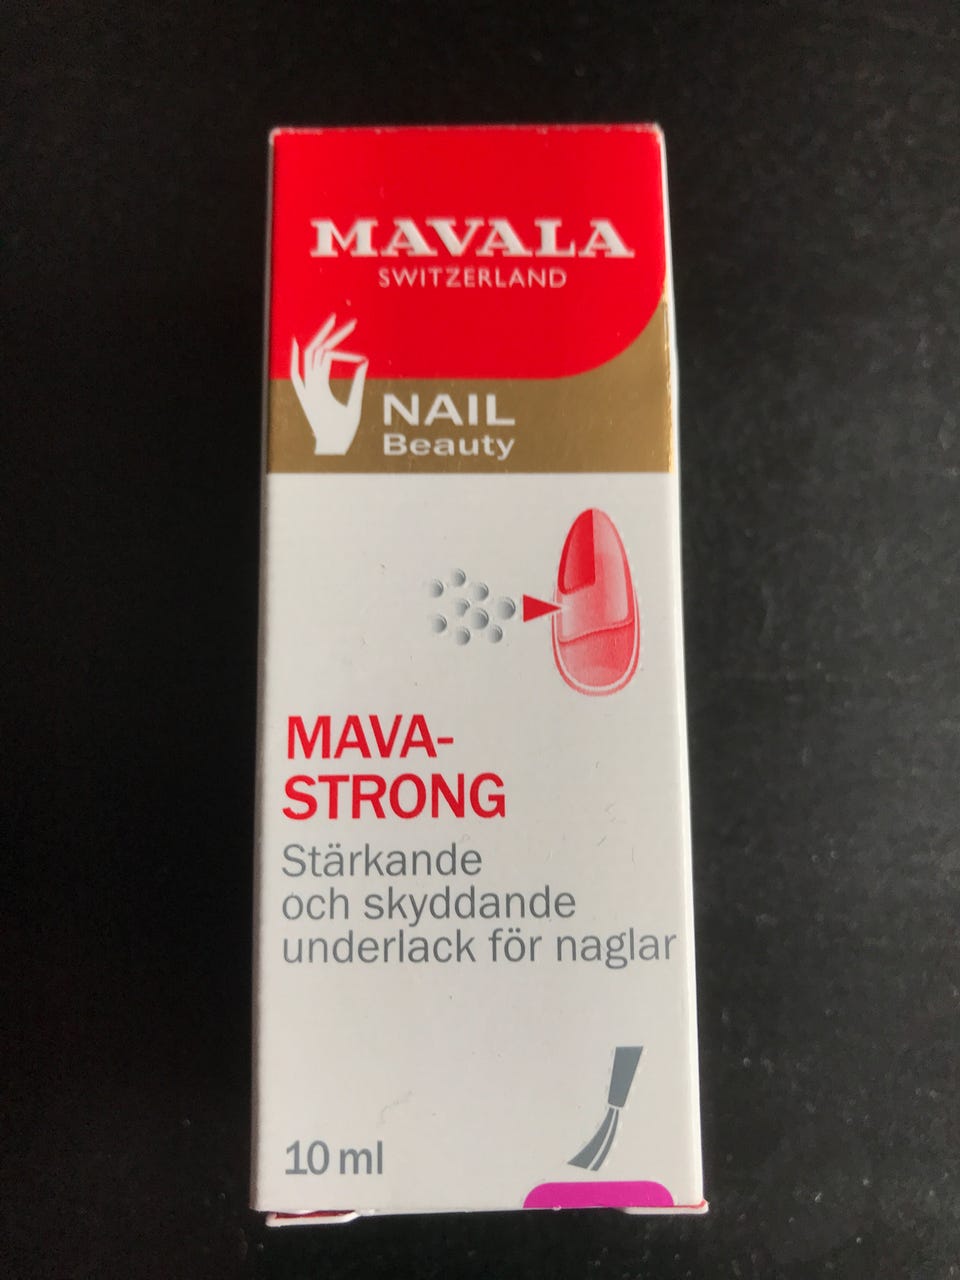 MAVALA
SWITZERLAND
NAIL
Beauty
MAVA-
STRONG
Stärkande
och skyddande
underlack för naglar
10 ml